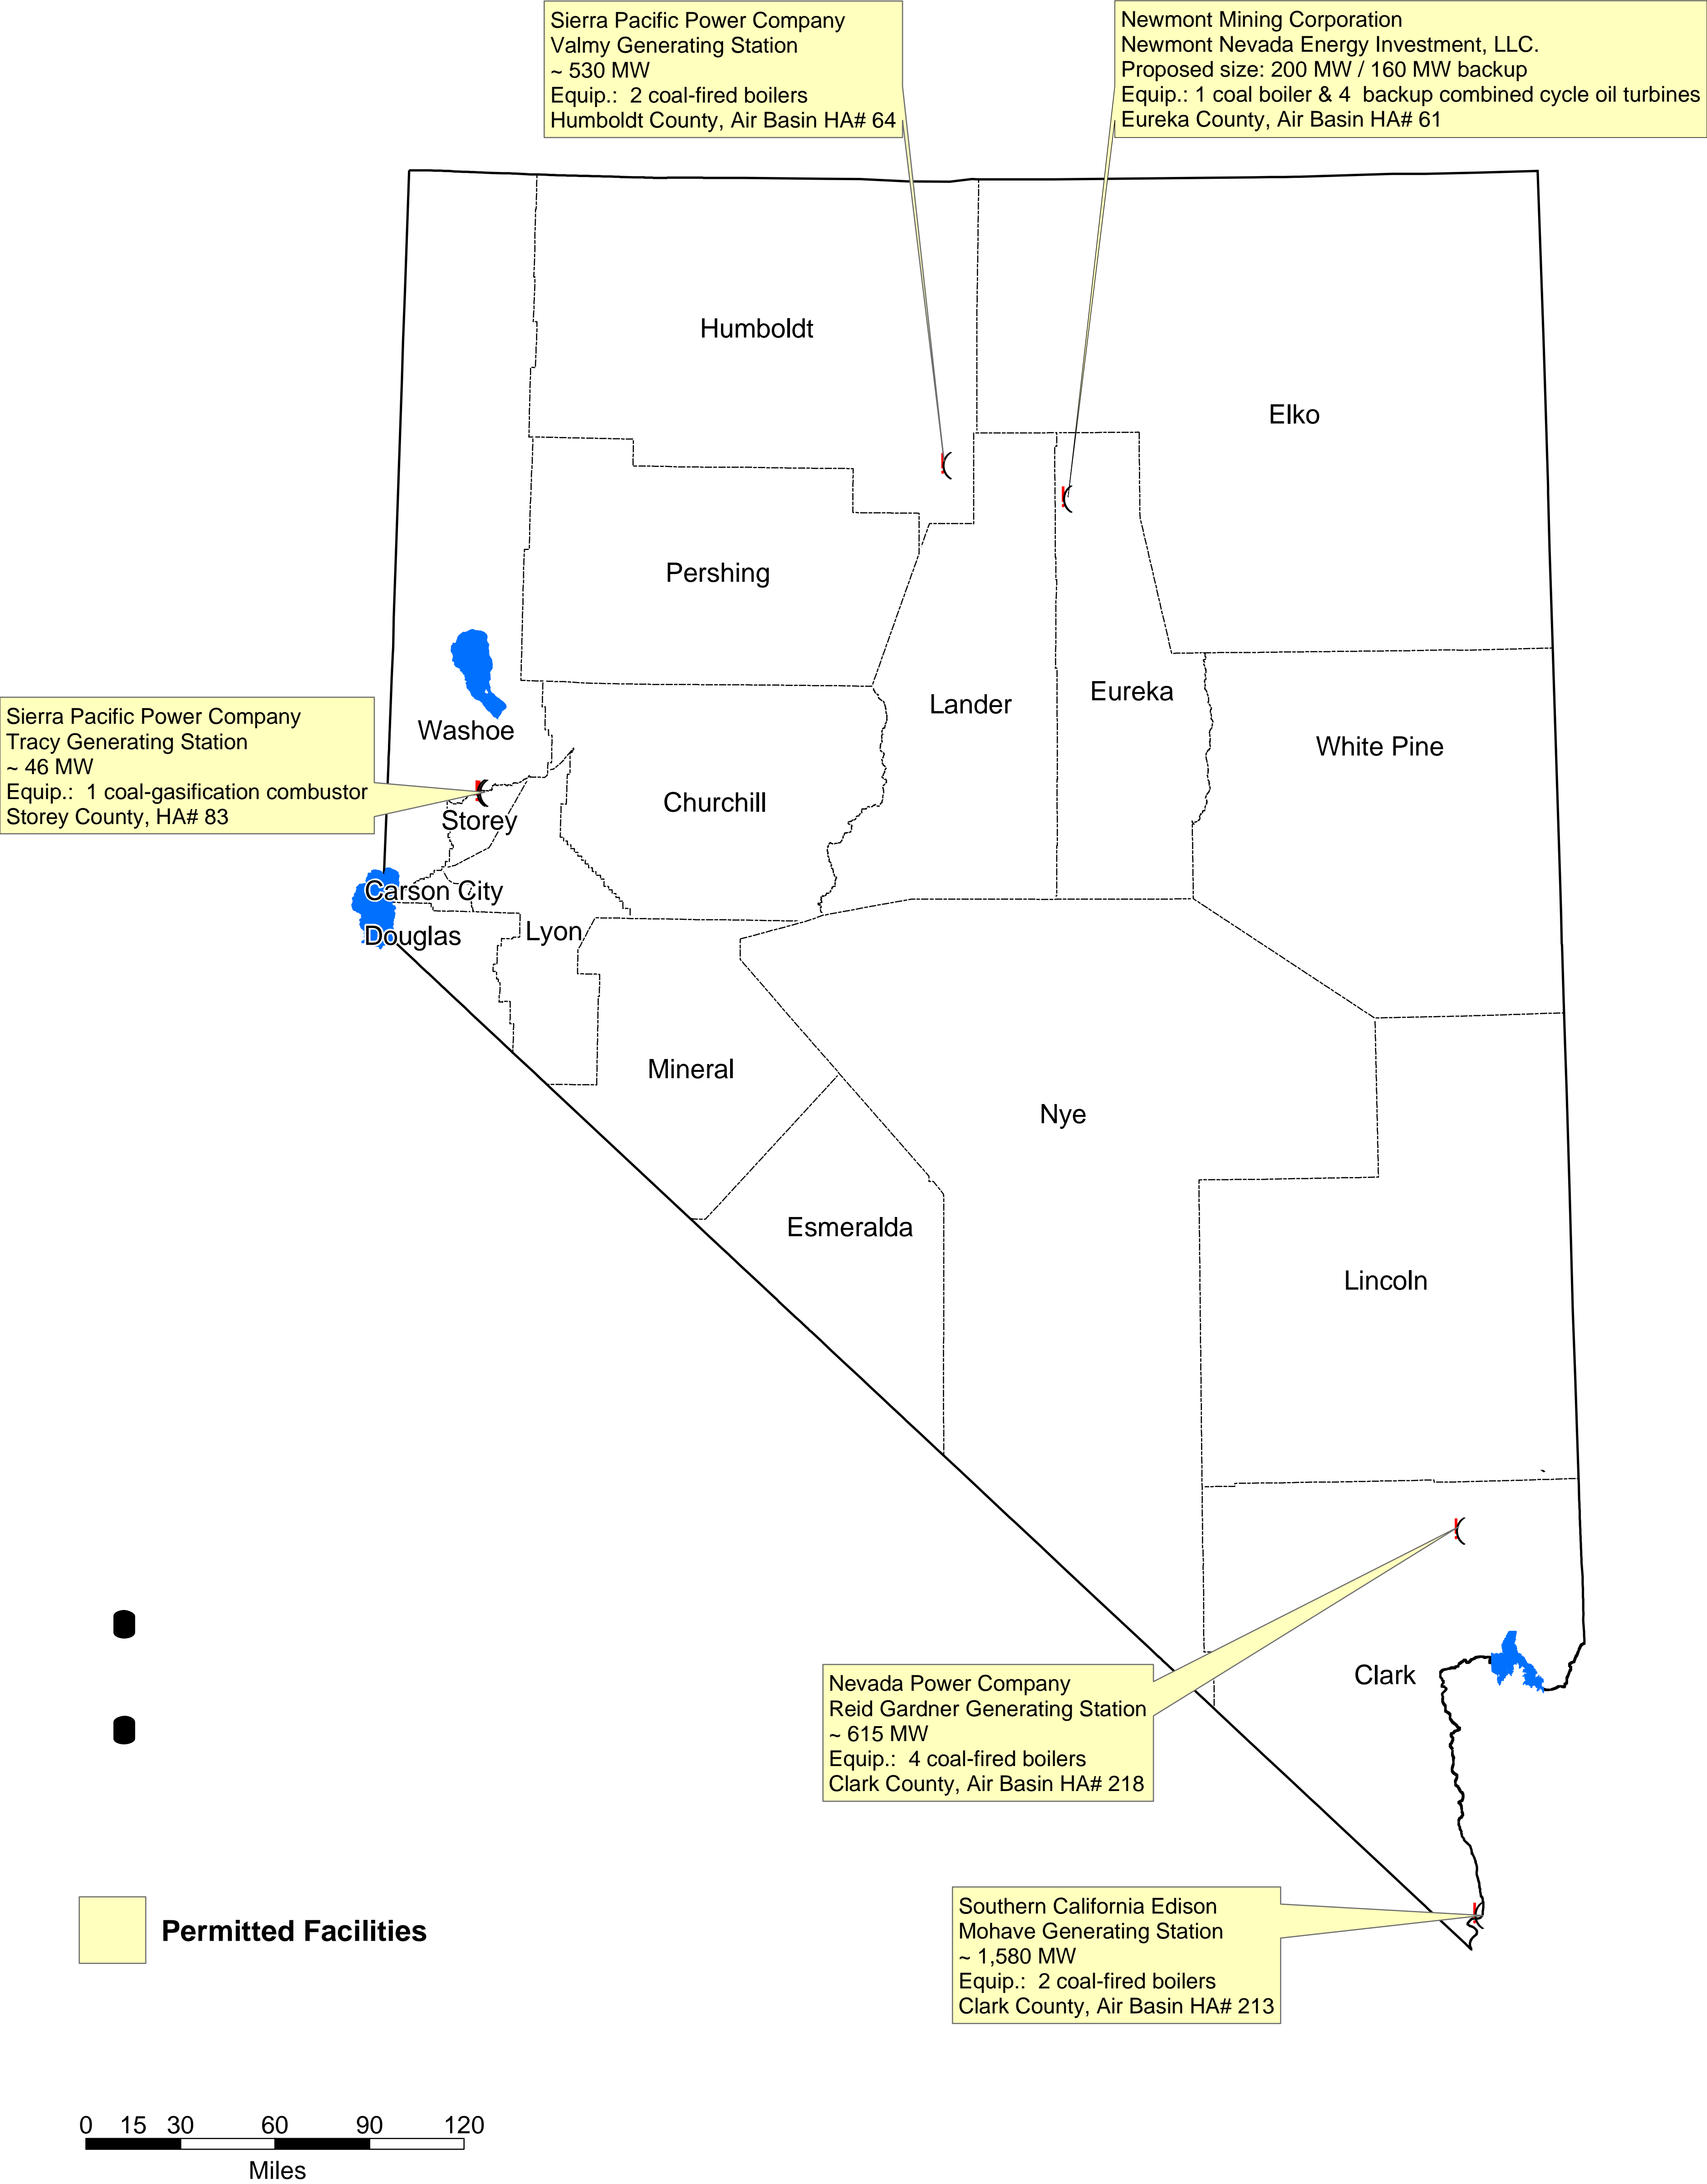 Sierra Pacific Power Company
Valmy Generating Station
~ 530 MW
Equip.:  2 coal-fired boilers
Humboldt County, Air Basin HA# 64
Newmont Mining Corporation
Newmont Nevada Energy Investment, LLC.
Proposed size: 200 MW / 160 MW backup
Equip.: 1 coal boiler & 4  backup combined cycle oil turbines
Eureka County, Air Basin HA# 61
Humboldt
Elko
Pershing
Lander
Eureka
White Pine
Washoe
Sierra Pacific Power Company
Tracy Generating Station
~ 46 MW
Equip.:  1 coal-gasification combustor
Storey County, HA# 83
Churchill
Storey
Carson City
Douglas
Lyon
Mineral
Nye
Esmeralda
Lincoln
Clark
Nevada Power Company
Reid Gardner Generating Station
~ 615 MW
Equip.:  4 coal-fired boilers
Clark County, Air Basin HA# 218
Southern California Edison
Mohave Generating Station
~ 1,580 MW
Equip.:  2 coal-fired boilers
Clark County, Air Basin HA# 213
Permitted Facilities
0 15 30 60 90 120
Miles